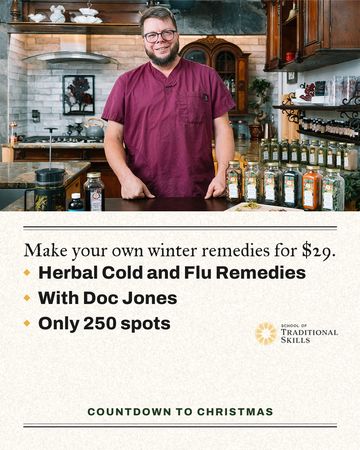 Make your own winter remedies for $29.
Herbal Cold and Flu Remedies
With Doc Jones
Only 250 spots
SCHOOL OF
TRADITIONAL
SKILLS
COUNTDOWN TO CHRISTMAS